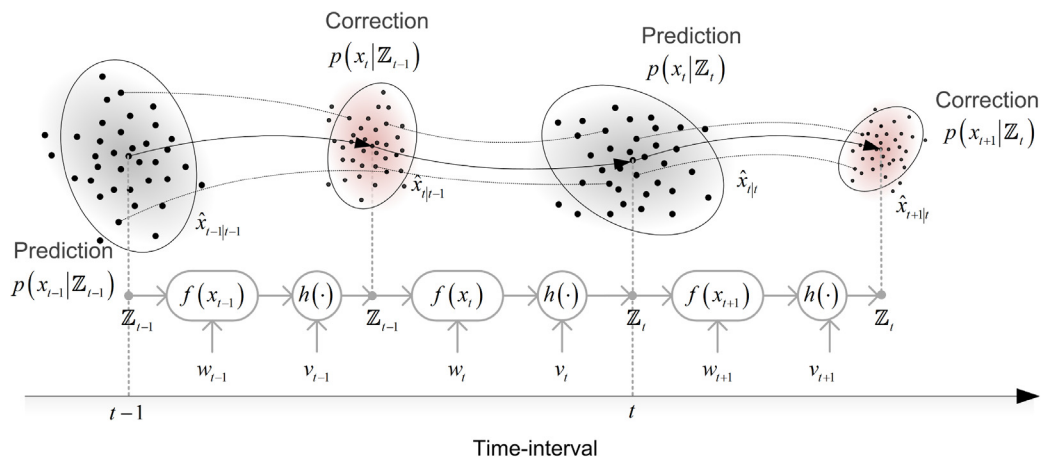 Correction
p(x_t|ℤ_{t-1})
Prediction
p(x_t|ℤ_t)
Correction
p(x_{t+1}|ℤ_t)
x̂_{t|t-1}
x̂_{t|t}
x̂_{t+1|t}
x̂_{t-1|t-1}
Prediction
p(x_{t-1}|ℤ_{t-1})
f(x_{t-1}) h(·) f(x_t) h(·) f(x_{t+1}) h(·)
ℤ_{t-1} ℤ_{t-1} ℤ_t ℤ_t
w_{t-1} v_{t-1} w_t v_t w_{t+1} v_{t+1}
t-1 t
Time-interval